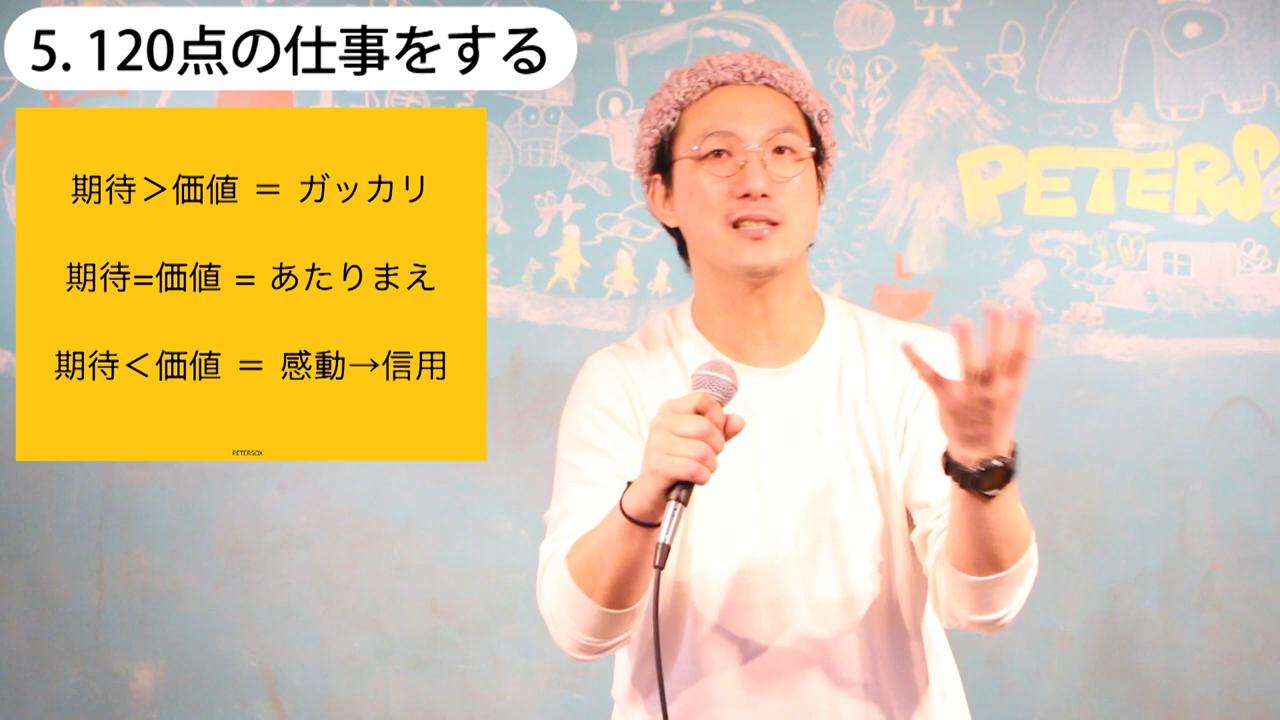 5. 120点の仕事をする
期待＞価値 ＝ ガッカリ
期待=価値 = あたりまえ
期待＜価値 ＝ 感動→信用
PETERSOX
PETERS